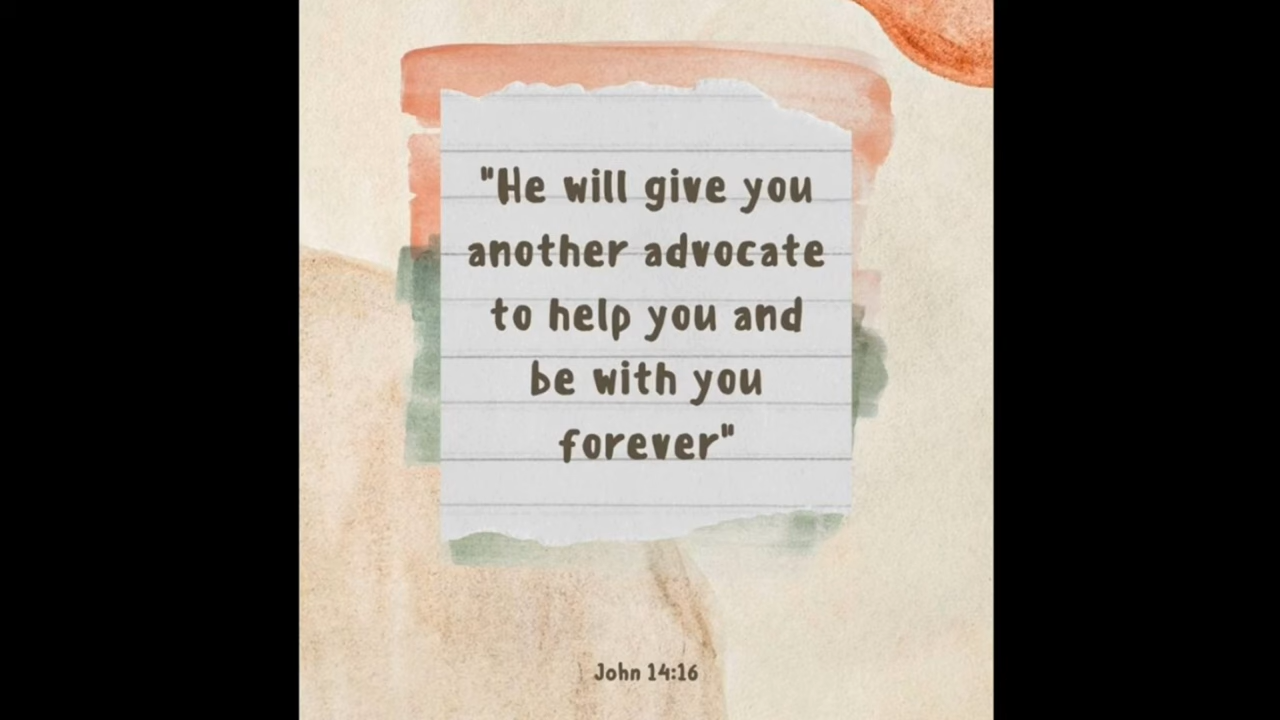 "He will give you
another advocate
to help you and
be with you
forever"
John 14:16